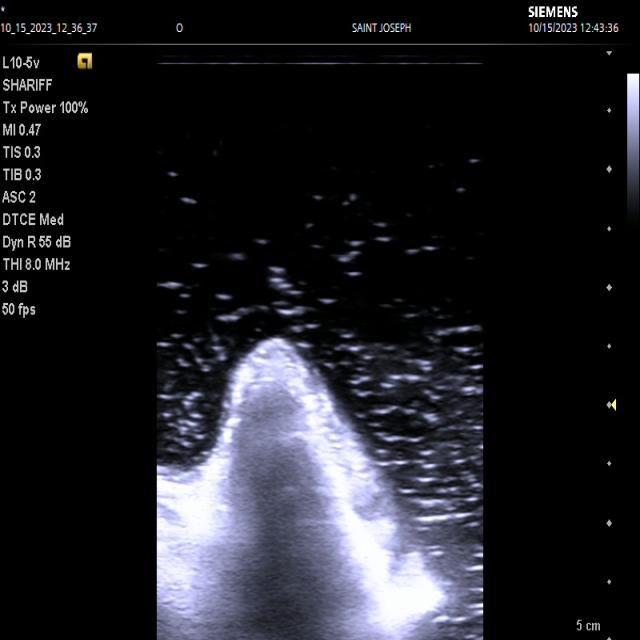 SIEMENS
10_15_2023_12_36_37 O SAINT JOSEPH 10/15/2023 12:43:36
L10-5v
SHARIFF
Tx Power 100%
MI 0.47
TIS 0.3
TIB 0.3
ASC 2
DTCE Med
Dyn R 55 dB
THI 8.0 MHz
3 dB
50 fps
5 cm